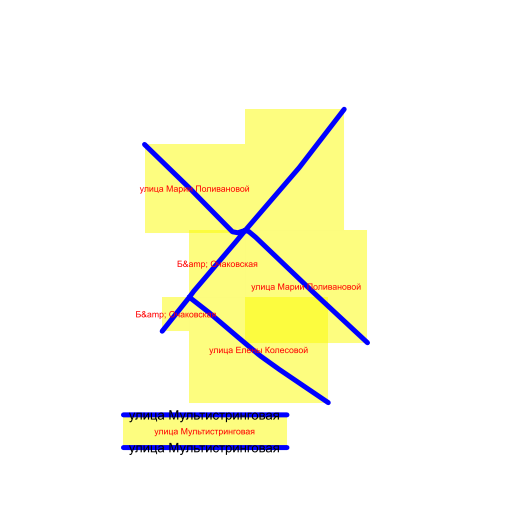 улица Марии Поливановой
Б&amp; Очаковская
улица Марии Поливановой
Б&amp; Очаковская
улица Елены Колесовой
улица Мультистринговая
улица Мультистринговая
улица Мультистринговая